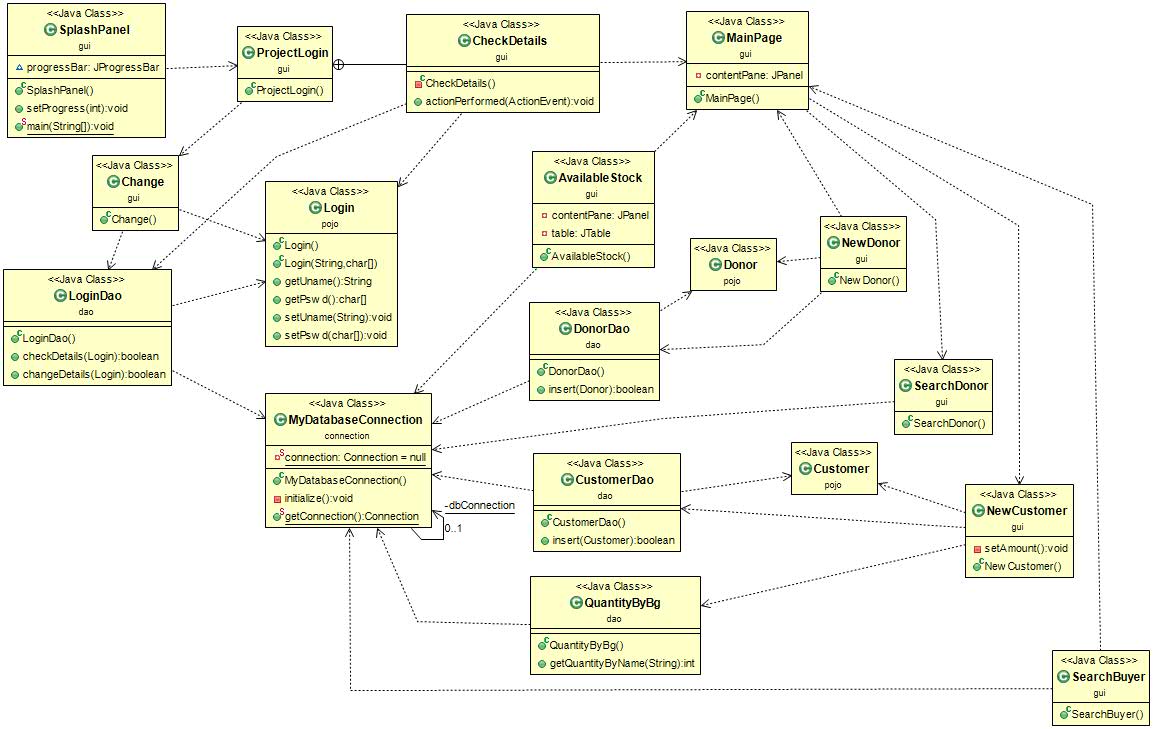 <<Java Class>>
SplashPanel
gui
progressBar: JProgressBar
SplashPanel()
setProgress(int):void
main(String[]):void
<<Java Class>>
ProjectLogin
gui
ProjectLogin()
<<Java Class>>
CheckDetails
gui
CheckDetails()
actionPerformed(ActionEvent):void
<<Java Class>>
MainPage
gui
contentPane: JPanel
MainPage()
<<Java Class>>
Change
gui
Change()
<<Java Class>>
Login
pojo
Login()
Login(String,char[])
getUname():String
getPswd():char[]
setUname(String):void
setPswd(char[]):void
<<Java Class>>
AvailableStock
gui
contentPane: JPanel
table: JTable
AvailableStock()
<<Java Class>>
Donor
pojo
<<Java Class>>
NewDonor
gui
NewDonor()
<<Java Class>>
LoginDao
dao
LoginDao()
checkDetails(Login):boolean
changeDetails(Login):boolean
<<Java Class>>
DonorDao
dao
DonorDao()
insert(Donor):boolean
<<Java Class>>
SearchDonor
gui
SearchDonor()
<<Java Class>>
MyDatabaseConnection
connection
connection: Connection = null
MyDatabaseConnection()
initialize():void
getConnection():Connection
-dbConnection
0..1
<<Java Class>>
CustomerDao
dao
CustomerDao()
insert(Customer):boolean
<<Java Class>>
Customer
pojo
<<Java Class>>
NewCustomer
gui
setAmount():void
NewCustomer()
<<Java Class>>
QuantityByBg
dao
QuantityByBg()
getQuantityByName(String):int
<<Java Class>>
SearchBuyer
gui
SearchBuyer()